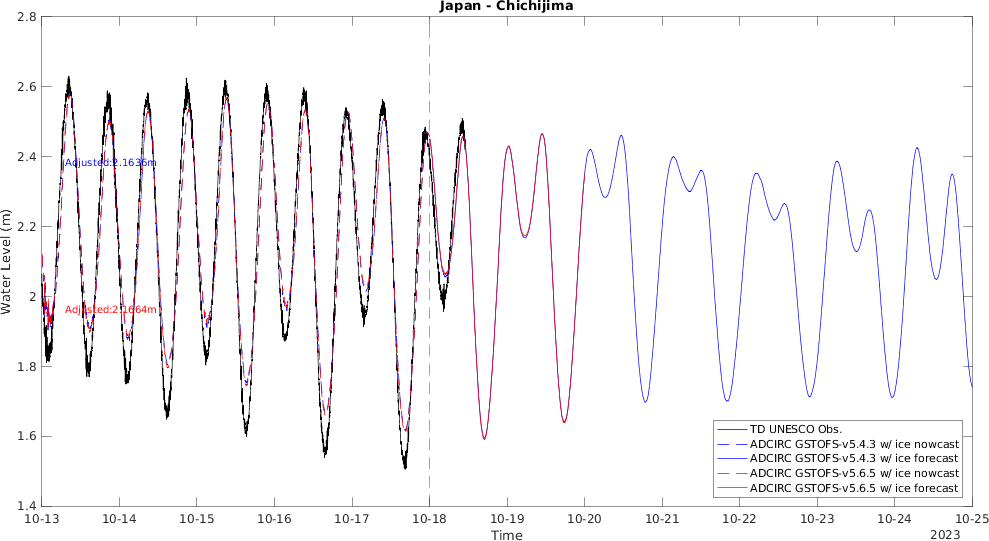 Japan - Chichijima
2.8
2.6
2.4
2.2
2
1.8
1.6
1.4
Water Level (m)
Adjusted:2.1636m
Adjusted:2.1664m
TD UNESCO Obs.
ADCIRC GSTOFS-v5.4.3 w/ ice nowcast
ADCIRC GSTOFS-v5.4.3 w/ ice forecast
ADCIRC GSTOFS-v5.6.5 w/ ice nowcast
ADCIRC GSTOFS-v5.6.5 w/ ice forecast
10-13 10-14 10-15 10-16 10-17 10-18 10-19 10-20 10-21 10-22 10-23 10-24 10-25
Time
2023